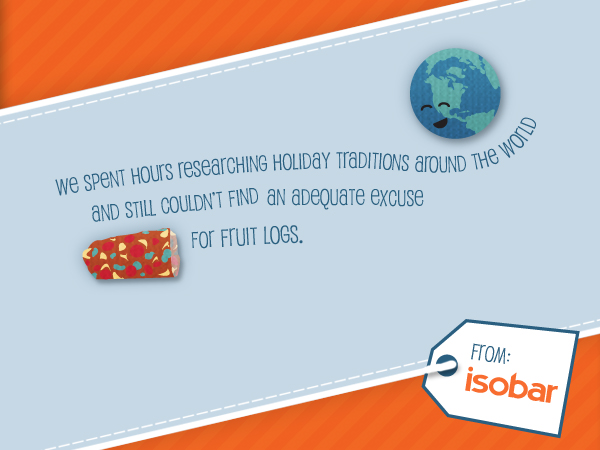 We spent hours researching holiday traditions around the world
and still couldn't find an adequate excuse
for fruit logs.
From:
isobar